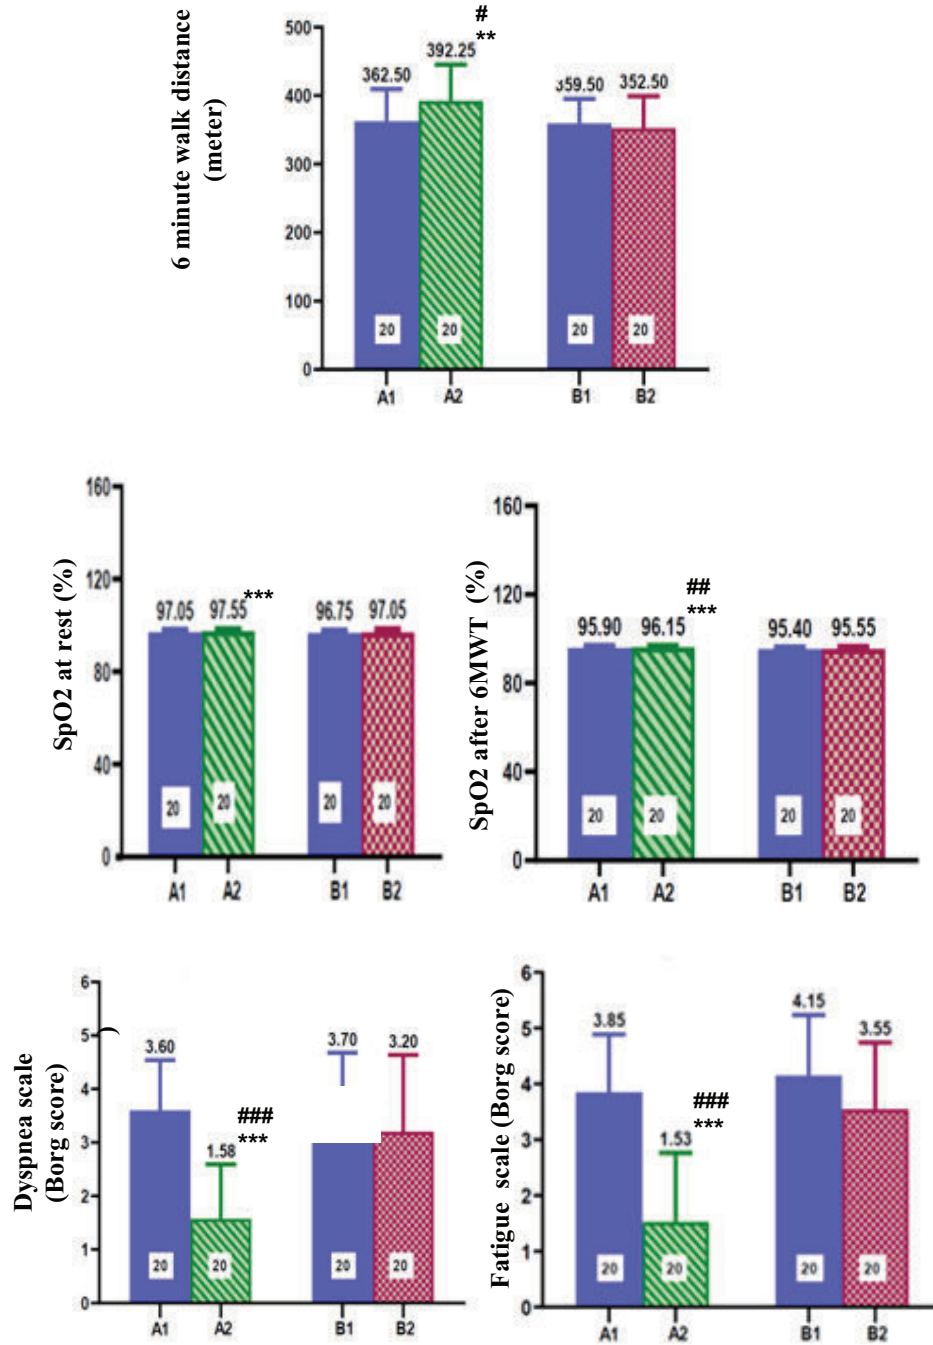 6 minute walk distance
(meter)
500
400
300
200
100
0
362.50
392.25
#
**
359.50
352.50
20
20
20
20
A1
A2
B1
B2
SpO2 at rest (%)
160
120
80
40
0
97.05
97.55
***
96.75
97.05
20
20
20
20
A1
A2
B1
B2
SpO2 after 6MWT (%)
160
120
80
40
0
95.90
96.15
##
***
95.40
95.55
20
20
20
20
A1
A2
B1
B2
Dyspnea scale
(Borg score)
6
5
4
3
2
1
0
3.60
1.58
###
***
3.70
3.20
20
20
20
20
A1
A2
B1
B2
Fatigue scale (Borg score)
6
5
4
3
2
1
0
3.85
1.53
###
***
4.15
3.55
20
20
20
20
A1
A2
B1
B2